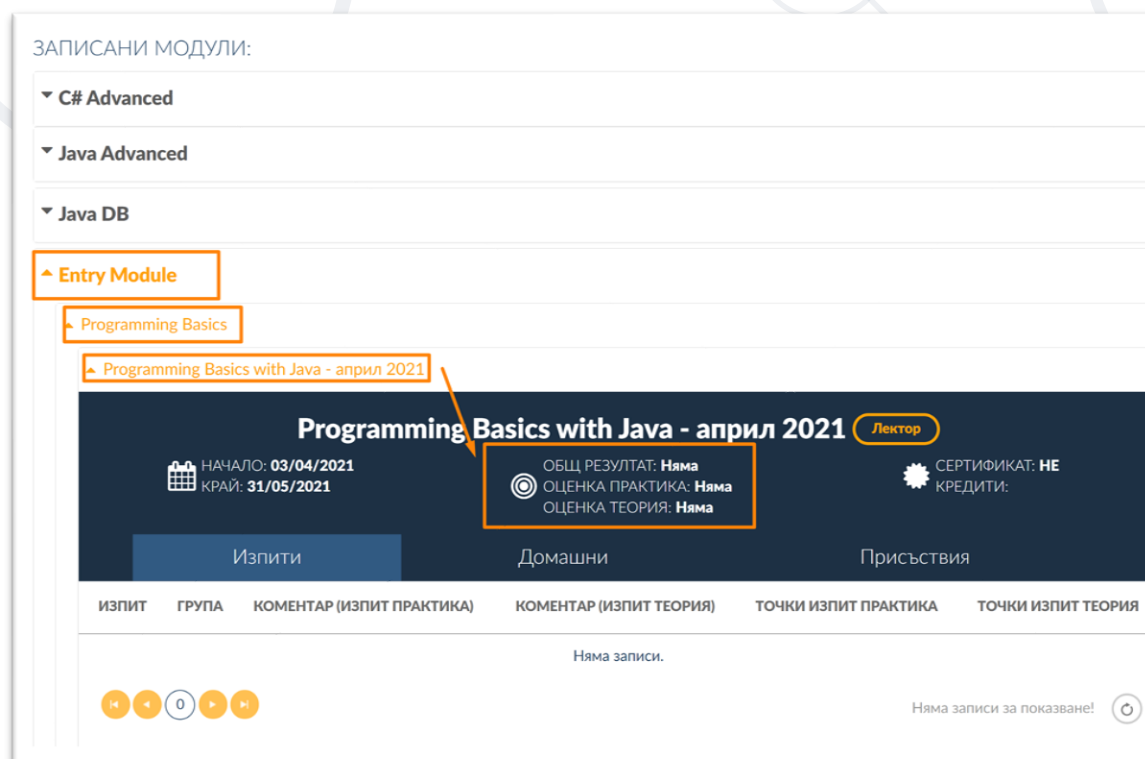 ЗАПИСАНИ МОДУЛИ:
C# Advanced
Java Advanced
Java DB
Entry Module
Programming Basics
Programming Basics with Java - април 2021
Programming Basics with Java - април 2021 Лектор
НАЧАЛО: 03/04/2021
КРАЙ: 31/05/2021
ОБЩ РЕЗУЛТАТ: Няма
ОЦЕНКА ПРАКТИКА: Няма
ОЦЕНКА ТЕОРИЯ: Няма
СЕРТИФИКАТ: НЕ
КРЕДИТИ:
Изпити Домашни Присъствия
ИЗПИТ ГРУПА КОМЕНТАР (ИЗПИТ ПРАКТИКА) КОМЕНТАР (ИЗПИТ ТЕОРИЯ) ТОЧКИ ИЗПИТ ПРАКТИКА ТОЧКИ ИЗПИТ ТЕОРИЯ
Няма записи.
0 Няма записи за показване!